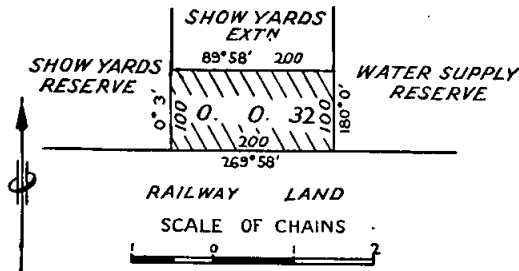 SHOW YARDS
EXTN
89° 58' 200
SHOW YARDS
RESERVE
WATER SUPPLY
RESERVE
0° 3'
100
0. 0. 32
100
180° 0'
200
269° 58'
RAILWAY LAND
SCALE OF CHAINS
1 0 1 2